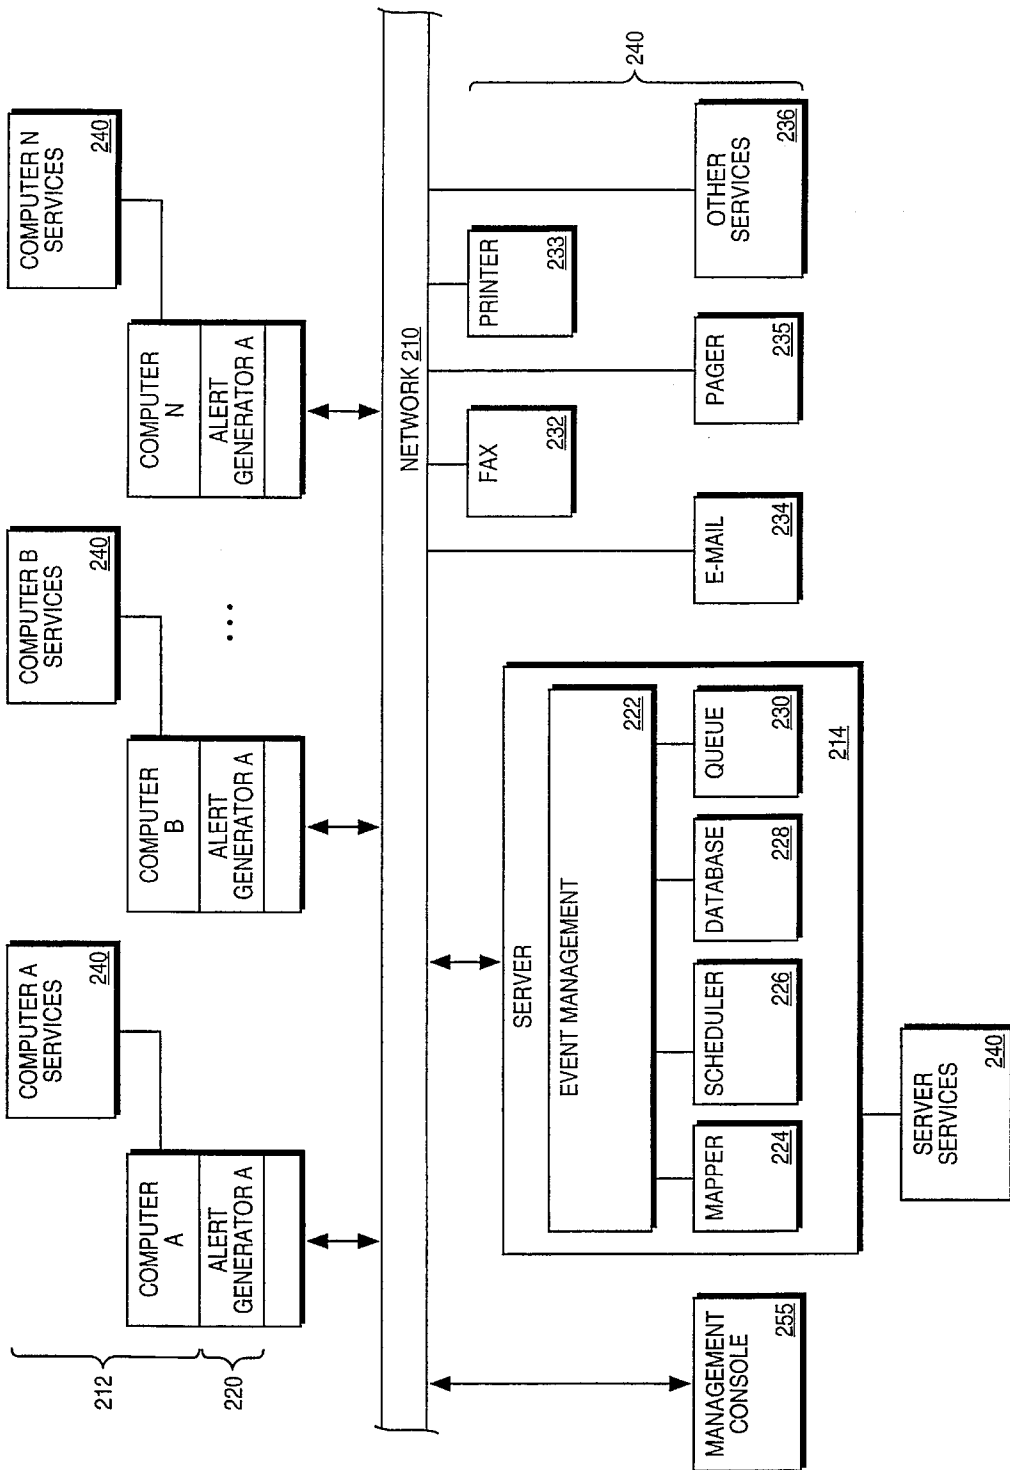 COMPUTER A
SERVICES
240
COMPUTER B
SERVICES
240
COMPUTER N
SERVICES
240
212
COMPUTER
A
ALERT
GENERATOR A
220
COMPUTER
B
ALERT
GENERATOR A
...
COMPUTER
N
ALERT
GENERATOR A
NETWORK 210
MANAGEMENT
CONSOLE
255
SERVER
EVENT MANAGEMENT
222
MAPPER
224
SCHEDULER
226
DATABASE
228
QUEUE
230
214
SERVER
SERVICES
240
FAX
232
PRINTER
233
E-MAIL
234
PAGER
235
OTHER
SERVICES
236
240